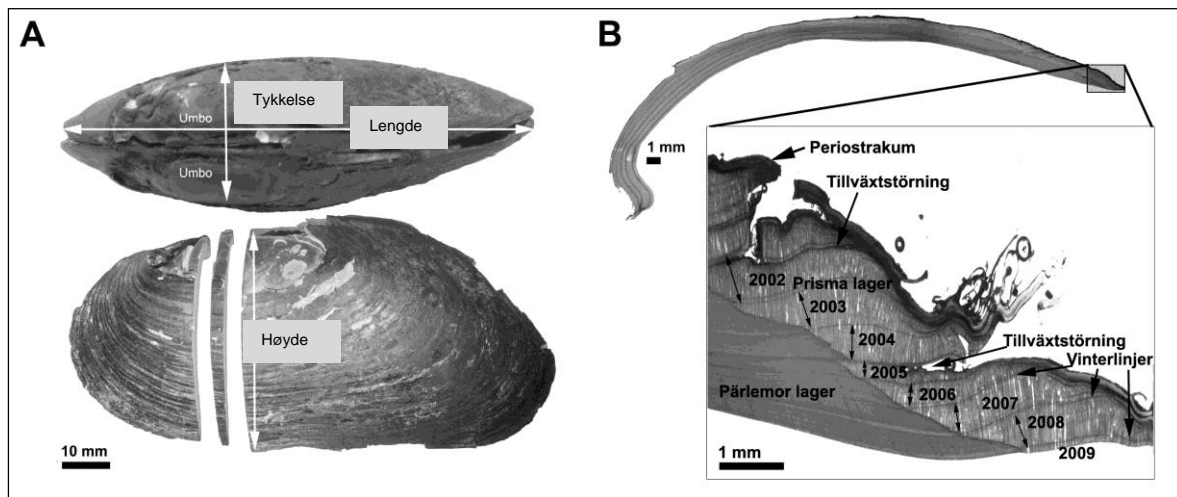 A
Umbo
Tykkelse
Lengde
Umbo
Høyde
10 mm
B
1 mm
Periostrakum
Tillväxtstörning
2002
Prisma lager
2003
2004
Tillväxtstörning
2005
Vinterlinjer
2006
Pärlemor lager
2007
2008
2009
1 mm